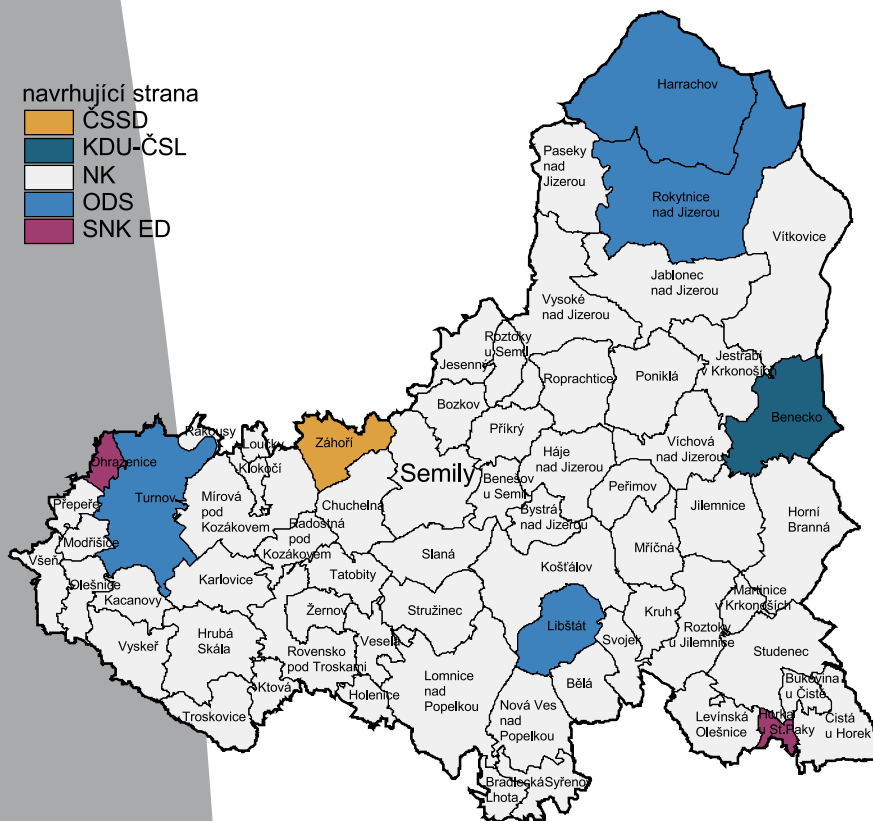 navrhující strana
ČSSD
KDU-ČSL
NK
ODS
SNK ED
Harrachov
Paseky
nad
Jizerou
Rokytnice
nad Jizerou
Vítkovice
Jablonec
nad Jizerou
Vysoké
nad Jizerou
Roztoky
u Semil
Jesenný
Jestřabí
v Krkonoších
Roprachtice
Poniklá
Bozkov
Benecko
Příkrý
Rakousy
Loučky
Záhoří
Ohrazenice
Klokočí
Semily
Háje
nad Jizerou
Víchová
nad Jizerou
Benešov
u Semil
Peřimov
Turnov
Mírová
pod
Kozákovem
Chuchelna
Přepeře
Bystrá
nad Jizerou
Jilemnice
Horní
Branná
Radostná
pod
Kozákovem
Modřišice
Slaná
Mříčná
Všeň
Košťálov
Olešnice
Karlovice
Tatobity
Kacanovy
Martinice
v Krkonoších
Žernov
Stružinec
Kruh
Libštát
Roztoky
u Jilemnice
Vyskeř
Hrubá
Skála
Veselá
Svojek
Rovensko
pod Troskami
Studenec
Lomnice
nad
Popelkou
Bělá
Bukovina
u Čisté
Ktová
Holenice
Nová Ves
nad
Popelkou
Troskovice
Levínská
Olešnice
Horka
u St.Paky
Čistá
u Horek
Bradlecká
Lhota
Syřenov